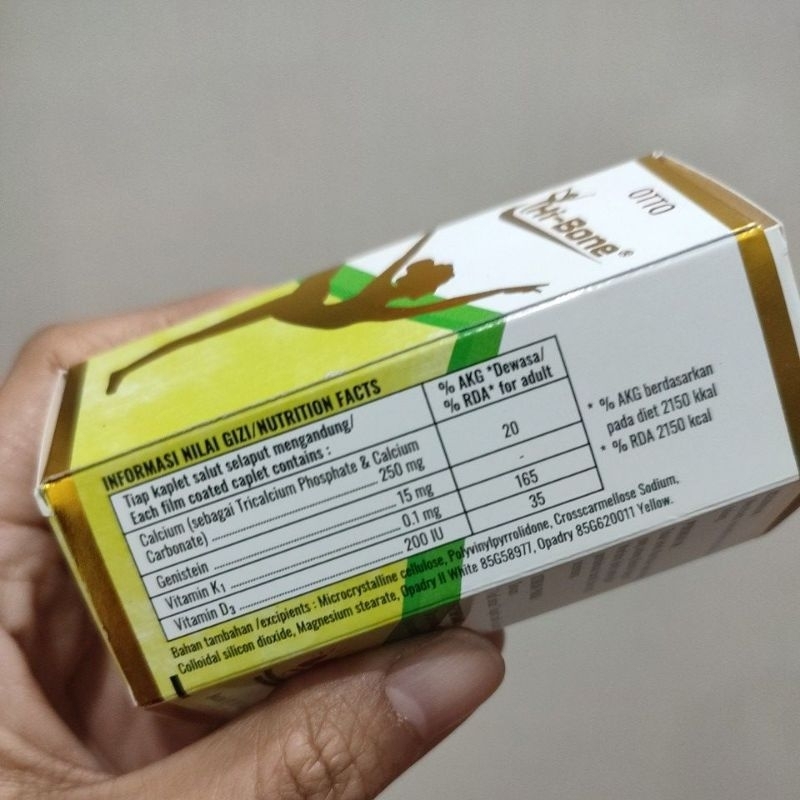 OTTO
Hi-Bone®
INFORMASI NILAI GIZI/NUTRITION FACTS
Tiap kaplet salut selaput mengandung/
Each film coated caplet contains :
% AKG *Dewasa/
% RDA* for adult
Calcium (sebagai Tricalcium Phosphate & Calcium
Carbonate) ........................................ 250 mg
20
Genistein ........................................ 15 mg
-
Vitamin K1 ........................................ 0.1 mg
165
Vitamin D3 ........................................ 200 IU
35
* % AKG berdasarkan
pada diet 2150 kkal
* % RDA 2150 kcal
Bahan tambahan /excipients : Microcrystalline cellulose, Polyvinylpyrrolidone, Crosscarmellose Sodium,
Colloidal silicon dioxide, Magnesium stearate, Opadry II White 85G58977, Opadry 85G620011 Yellow.